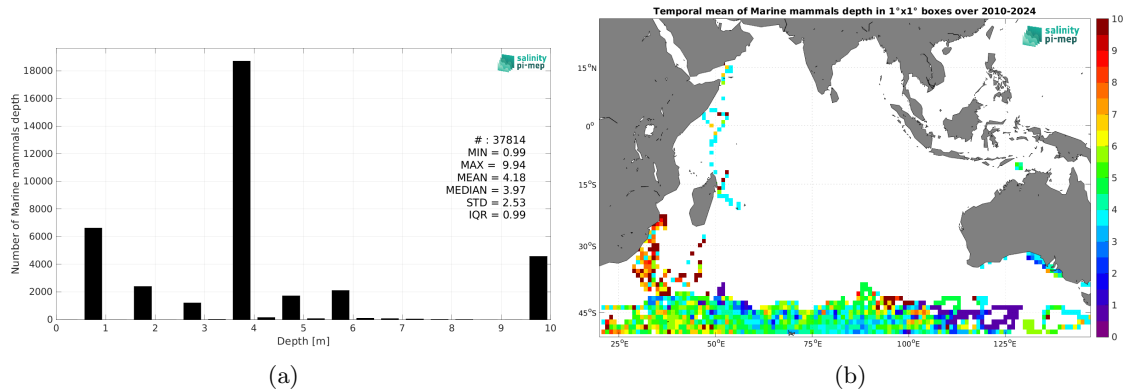 salinity
pi-mep
18000
16000
14000
12000
10000
8000
6000
4000
2000
0
Number of Marine mammals depth
# : 37814
MIN = 0.99
MAX = 9.94
MEAN = 4.18
MEDIAN = 3.97
STD = 2.53
IQR = 0.99
0 1 2 3 4 5 6 7 8 9 10
Depth [m]
(a)
Temporal mean of Marine mammals depth in 1°x1° boxes over 2010-2024
salinity
pi-mep
15°N
0°
15°S
30°S
45°S
25°E 50°E 75°E 100°E 125°E
10
9
8
7
6
5
4
3
2
1
0
(b)